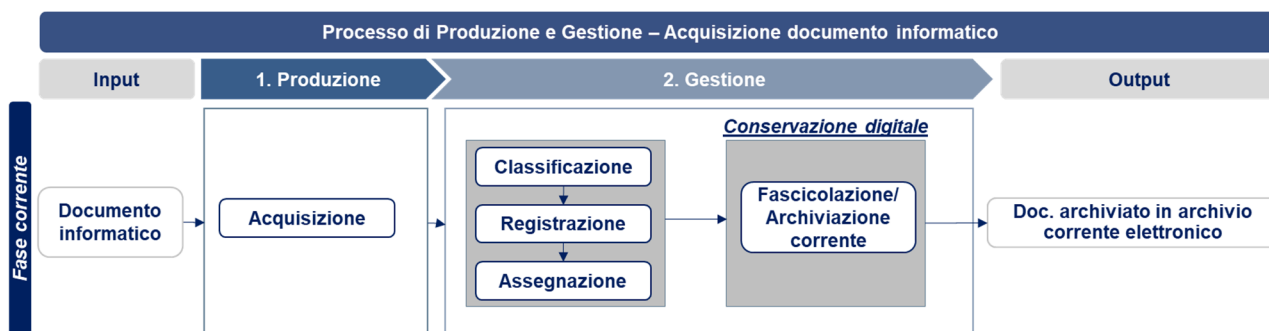 Processo di Produzione e Gestione – Acquisizione documento informatico
Input
1. Produzione
2. Gestione
Output
Fase corrente
Documento
informatico
Acquisizione
Classificazione
Registrazione
Assegnazione
Conservazione digitale
Fascicolazione/
Archiviazione
corrente
Doc. archiviato in archivio
corrente elettronico